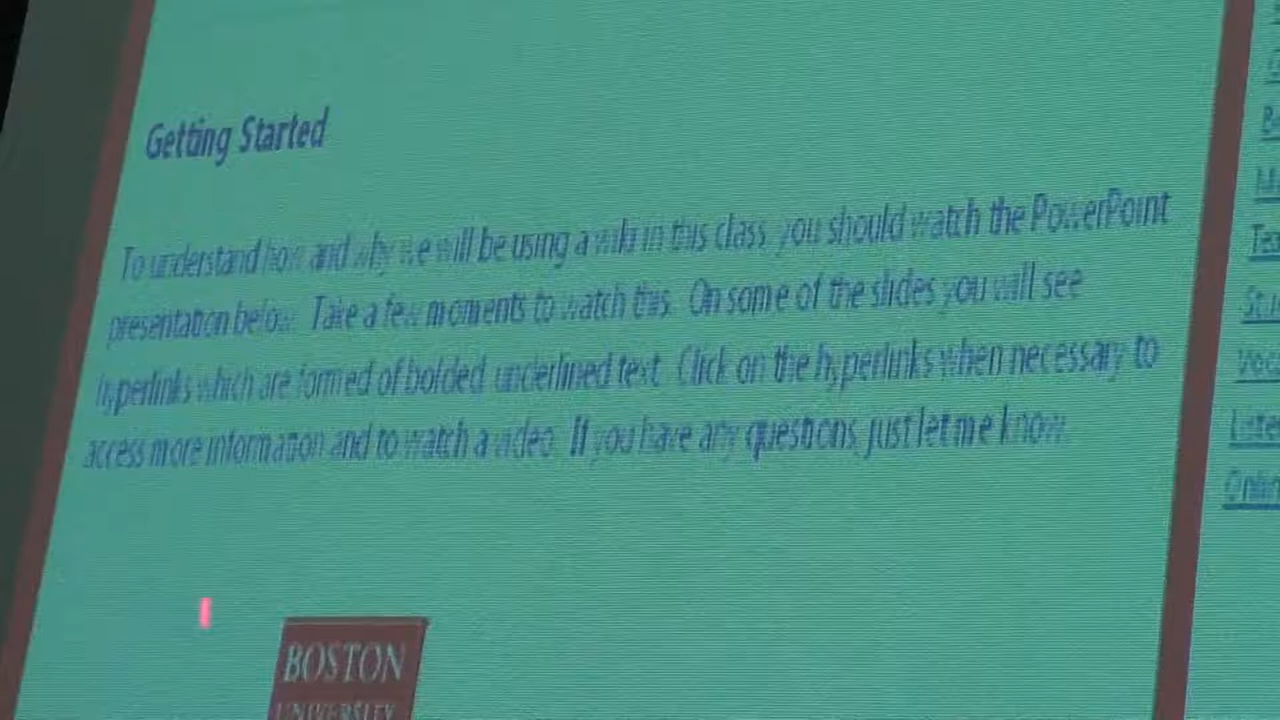 Getting Started
To understand how and why we will be using a wiki in this class, you should watch the PowerPoint
presentation below. Take a few moments to watch this. On some of the slides you will see
hyperlinks which are formed of bolded underlined text. Click on the hyperlinks when necessary to
access more information and to watch a video. If you have any questions, just let me know.
BOSTON
UNIVERSITY